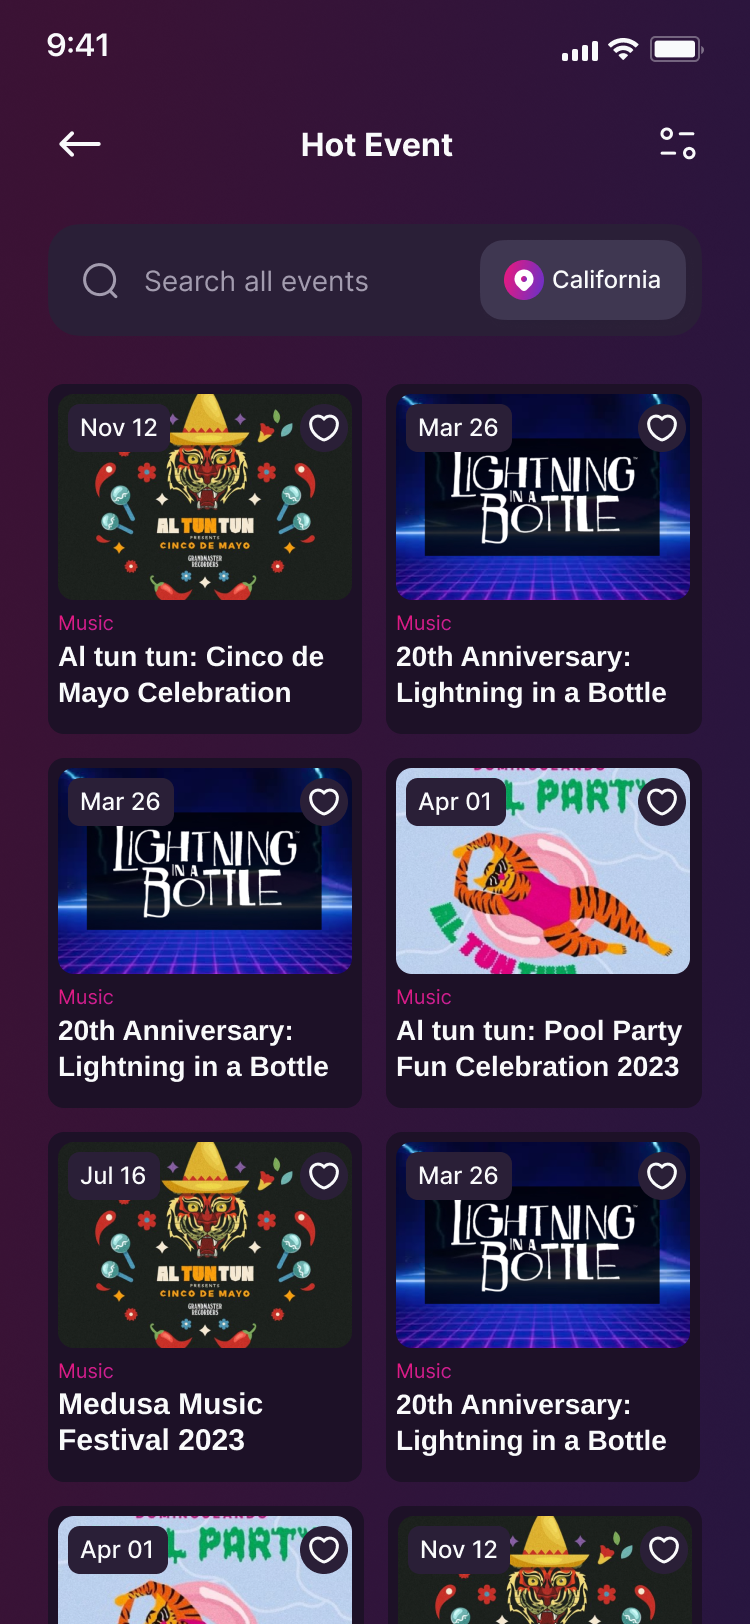 9:41
Hot Event
Search all events
California
Nov 12
AL TUN TUN
PRESENTS
CINCO DE MAYO
GRANDMASTER
RECORDERS
Music
Al tun tun: Cinco de
Mayo Celebration
Mar 26
LIGHTNING
IN A
BOTTLE
Music
20th Anniversary:
Lightning in a Bottle
Mar 26
LIGHTNING
IN A
BOTTLE
Music
20th Anniversary:
Lightning in a Bottle
Apr 01
DOMINGULEANDO
L PARTY
AL TUN TUN
Music
Al tun tun: Pool Party
Fun Celebration 2023
Jul 16
AL TUN TUN
PRESENTS
CINCO DE MAYO
GRANDMASTER
RECORDERS
Music
Medusa Music
Festival 2023
Mar 26
LIGHTNING
IN A
BOTTLE
Music
20th Anniversary:
Lightning in a Bottle
Apr 01
L PARTY
Nov 12